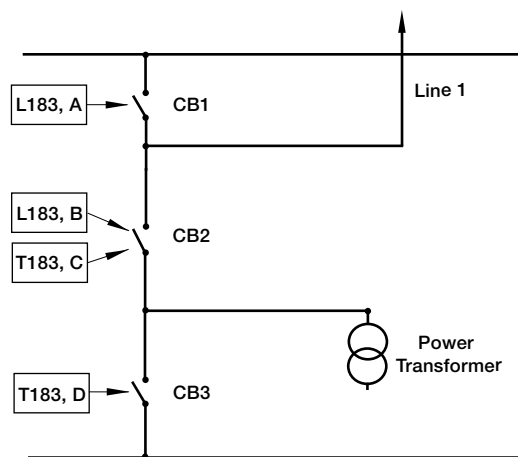 Line 1
L183, A
CB1
L183, B
CB2
T183, C
Power
Transformer
T183, D
CB3